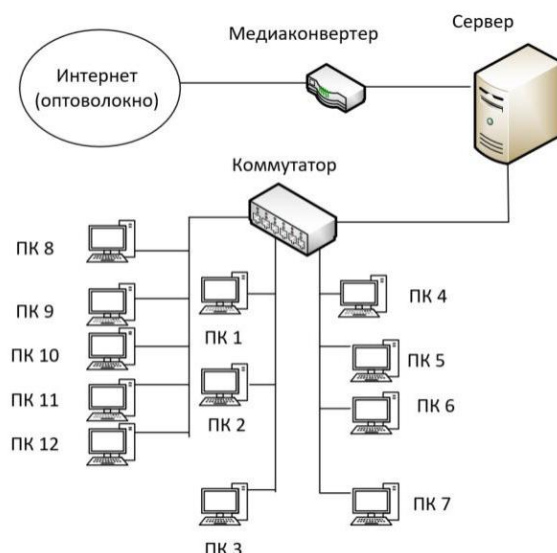 Сервер
Медиаконвертер
Интернет
(оптоволокно)
Коммутатор
ПК 8
ПК 9
ПК 10
ПК 11
ПК 12
ПК 1
ПК 2
ПК 3
ПК 4
ПК 5
ПК 6
ПК 7